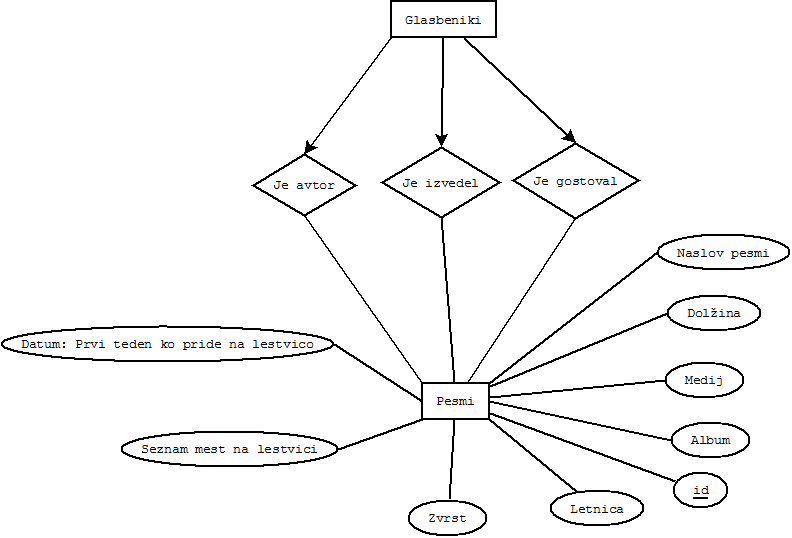 Glasbeniki
Je avtor
Je izvedel
Je gostoval
Naslov pesmi
Dolžina
Datum: Prvi teden ko pride na lestvico
Medij
Pesmi
Album
Seznam mest na lestvici
id
Letnica
Zvrst